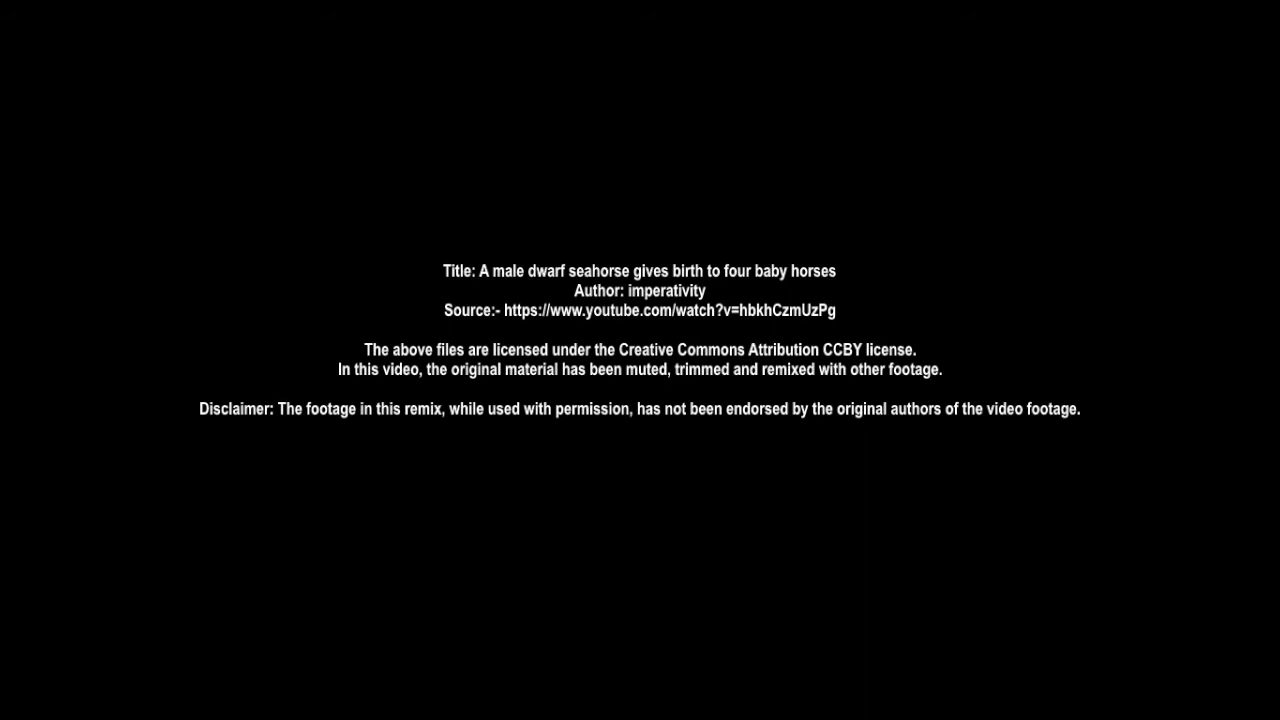 Title: A male dwarf seahorse gives birth to four baby horses
Author: imperativity
Source:- https://www.youtube.com/watch?v=hbkhCzmUzPg
The above files are licensed under the Creative Commons Attribution CCBY license.
In this video, the original material has been muted, trimmed and remixed with other footage.
Disclaimer: The footage in this remix, while used with permission, has not been endorsed by the original authors of the video footage.